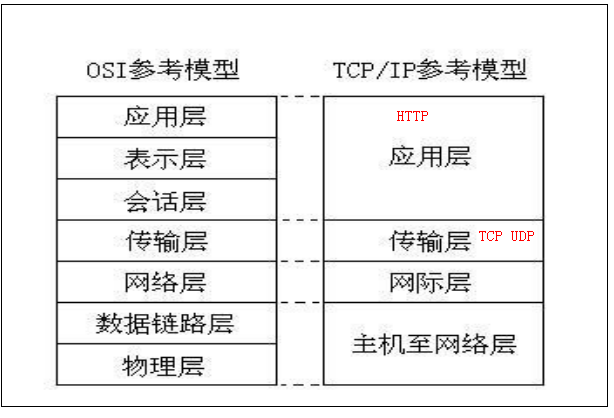 OSI参考模型
TCP/IP参考模型
应用层
表示层
会话层
传输层
网络层
数据链路层
物理层
HTTP
应用层
传输层 TCP UDP
网际层
主机至网络层